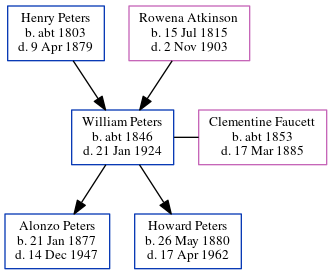 Henry Peters
b. abt 1803
d. 9 Apr 1879
Rowena Atkinson
b. 15 Jul 1815
d. 2 Nov 1903
William Peters
b. abt 1846
d. 21 Jan 1924
Clementine Faucett
b. abt 1853
d. 17 Mar 1885
Alonzo Peters
b. 21 Jan 1877
d. 14 Dec 1947
Howard Peters
b. 26 May 1880
d. 17 Apr 1962